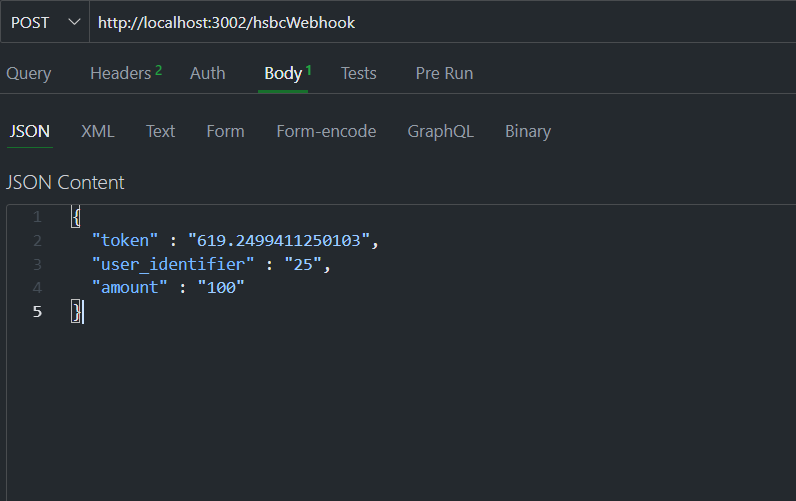 POST http://localhost:3002/hsbcWebhook
Query Headers 2 Auth Body 1 Tests Pre Run
JSON XML Text Form Form-encode GraphQL Binary
JSON Content
1 {
2 "token" : "619.2499411250103",
3 "user_identifier" : "25",
4 "amount" : "100"
5 }